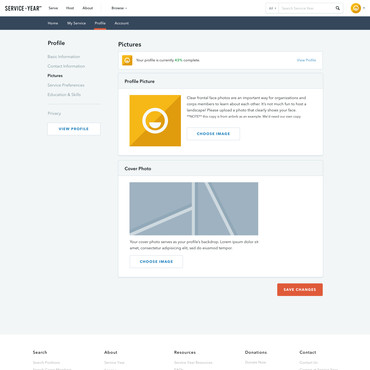 SERVICE•YEAR
Serve Host About Browse All Search Service Year
Home My Service Profile Account
Profile
Basic Information
Contact Information
Pictures
Service Preferences
Education & Skills
Privacy
VIEW PROFILE
Pictures
Your profile is currently 62% complete. View Profile
Profile Picture
Clear frontal face photos are an important way for organizations and
corps members to learn about each other. It's not much fun to host a
landscape! Please upload a photo that clearly shows your face.
**NOTE** this copy is from airbnb as an example. We'd need our own copy.
CHOOSE IMAGE
Cover Photo
Your cover photo serves as your profile's backdrop. Lorem ipsum dolor sit
amet, consectetur adipisicing elit, sed do eiusmod tempor.
CHOOSE IMAGE
SAVE CHANGES
Search About Resources Donations Contact